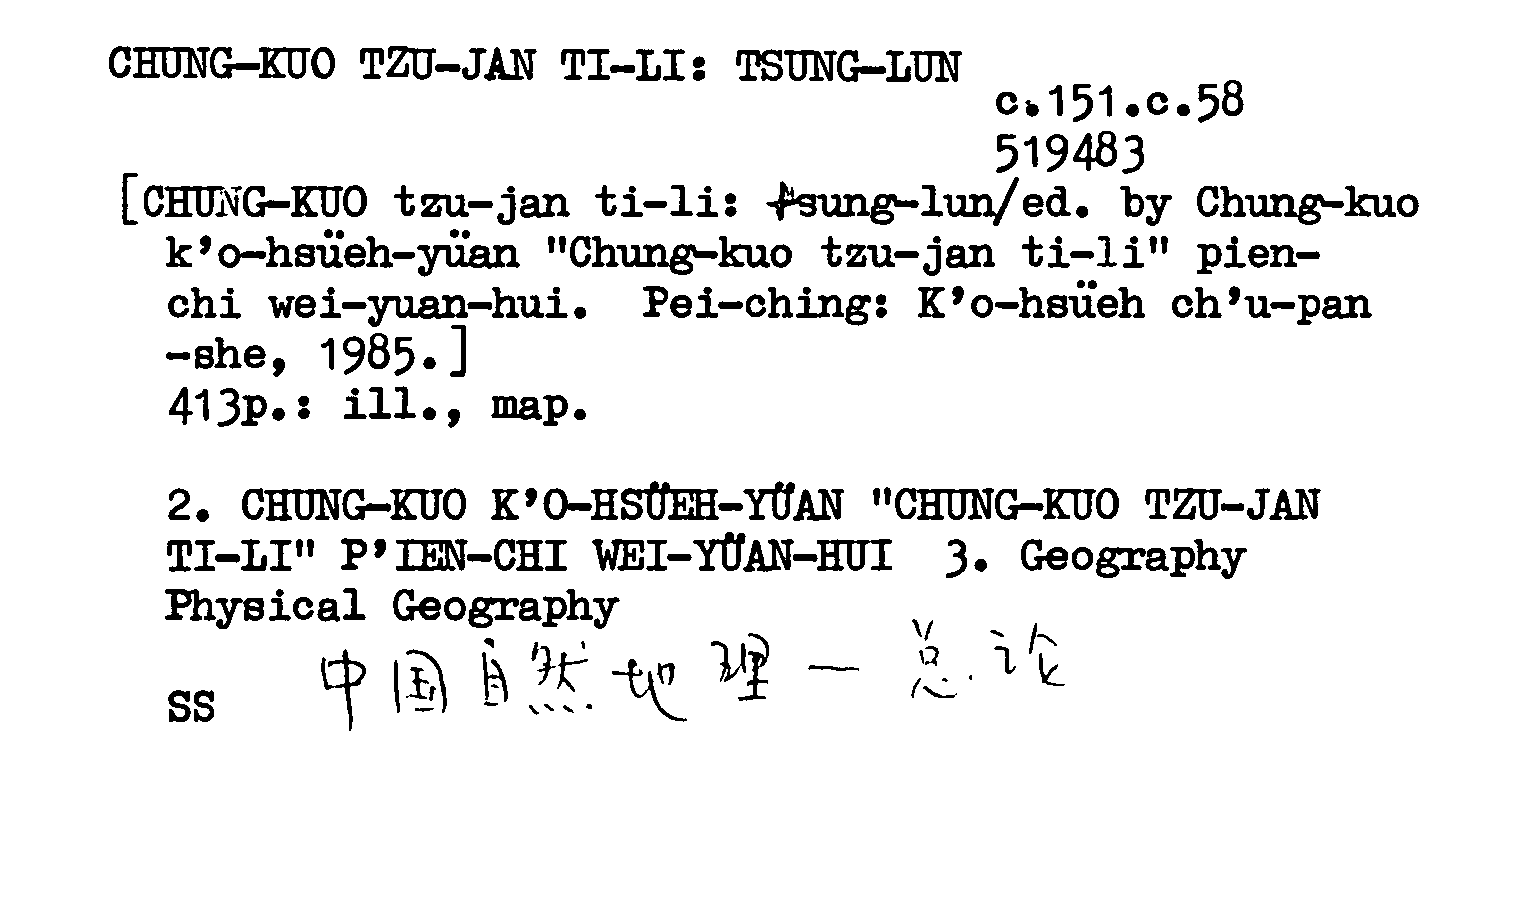 CHUNG-KUO TZU-JAN TI-LI: TSUNG-LUN
c.151.c.58
519483
[CHUNG-KUO tzu-jan ti-li: tsung-lun/ed. by Chung-kuo
k'o-hsüeh-yüan "Chung-kuo tzu-jan ti-li" pien-
chi wei-yuan-hui. Pei-ching: K'o-hsüeh ch'u-pan
-she, 1985.]
413p.: ill., map.
2. CHUNG-KUO K'O-HSÜEH-YÜAN "CHUNG-KUO TZU-JAN
TI-LI" P'IEN-CHI WEI-YÜAN-HUI 3. Geography
Physical Geography
中国自然地理—总论
SS